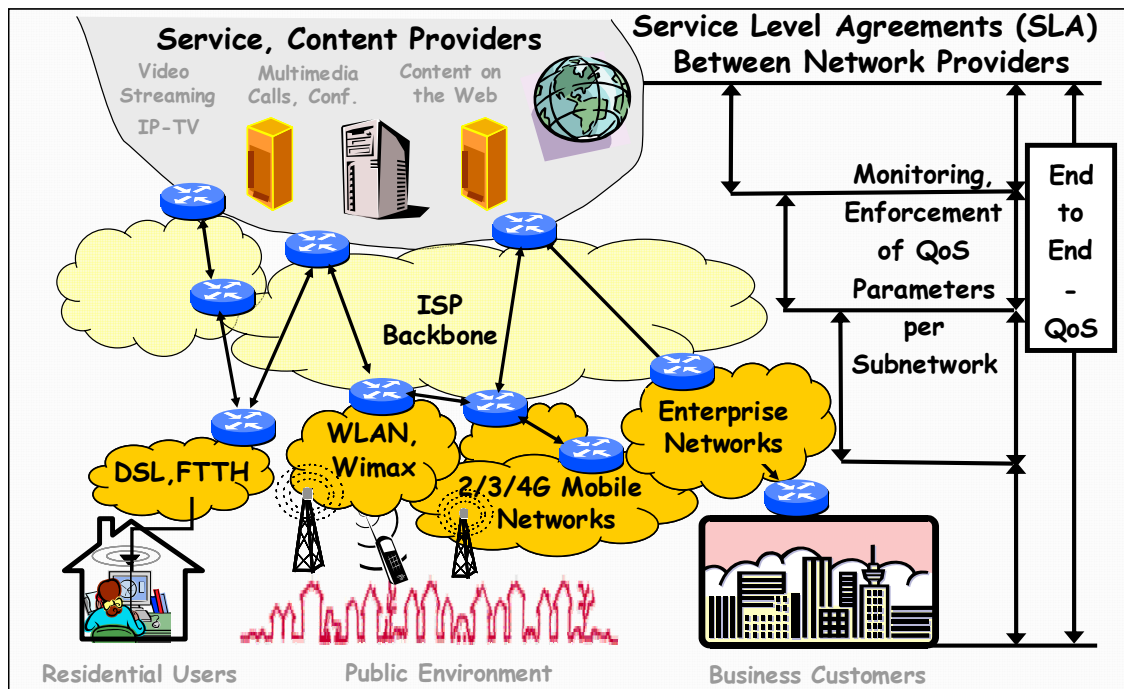 Service, Content Providers
Video
Streaming
IP-TV
Multimedia
Calls, Conf.
Content on
the Web
Service Level Agreements (SLA)
Between Network Providers
Monitoring,
Enforcement
of QoS
Parameters
per
Subnetwork
End
to
End
-
QoS
ISP
Backbone
DSL,FTTH
WLAN,
Wimax
2/3/4G Mobile
Networks
Enterprise
Networks
Residential Users
Public Environment
Business Customers